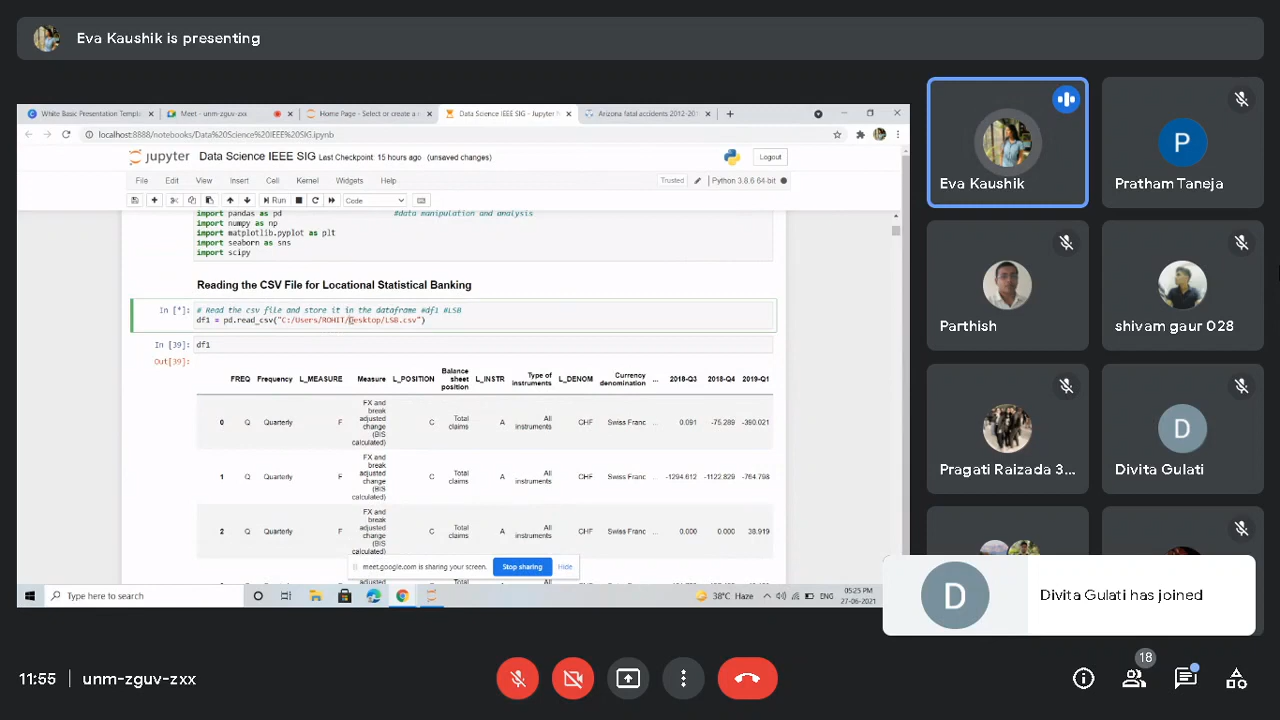 Eva Kaushik is presenting
White Basic Presentation Templ
Meet - unm-zguv-zxx
Home Page - Select or create a n
Data Science IEEE SIG - Jupyter N
Arizona fatal accidents 2012-201
localhost:8888/notebooks/Data%20Science%20IEEE%20SIG.ipynb
jupyter Data Science IEEE SIG Last Checkpoint: 15 hours ago (unsaved changes)
Logout
File Edit View Insert Cell Kernel Widgets Help
Trusted
Python 3.8.6 64-bit
Run
Code
import pandas as pd #data manipulation and analysis
import numpy as np
import matplotlib.pyplot as plt
import seaborn as sns
import scipy
Reading the CSV File for Locational Statistical Banking
In [*]: # Read the csv file and store it in the dataframe #df1 #LSB
df1 = pd.read_csv("C:/Users/ROHIT/Desktop/LSB.csv")
In [39]: df1
Out[39]:
FREQ Frequency L_MEASURE Measure L_POSITION Balance sheet position L_INSTR Type of instruments L_DENOM Currency denomination ... 2018-Q3 2018-Q4 2019-Q1
0 Q Quarterly F FX and break adjusted change (BIS calculated) C Total claims A All instruments CHF Swiss Franc ... 0.091 -75.289 -390.021
1 Q Quarterly F FX and break adjusted change (BIS calculated) C Total claims A All instruments CHF Swiss Franc ... -1294.612 -1122.829 -764.798
2 Q Quarterly F FX and break adjusted change (BIS calculated) C Total claims A All instruments CHF Swiss Franc ... 0.000 0.000 38.919
meet.google.com is sharing your screen.
Stop sharing
Hide
Type here to search
38°C Haze
ENG
05:25 PM
27-06-2021
Eva Kaushik
P
Pratham Taneja
Parthish
shivam gaur 028
Pragati Raizada 3...
D
Divita Gulati
D
Divita Gulati has joined
11:55
unm-zguv-zxx
18